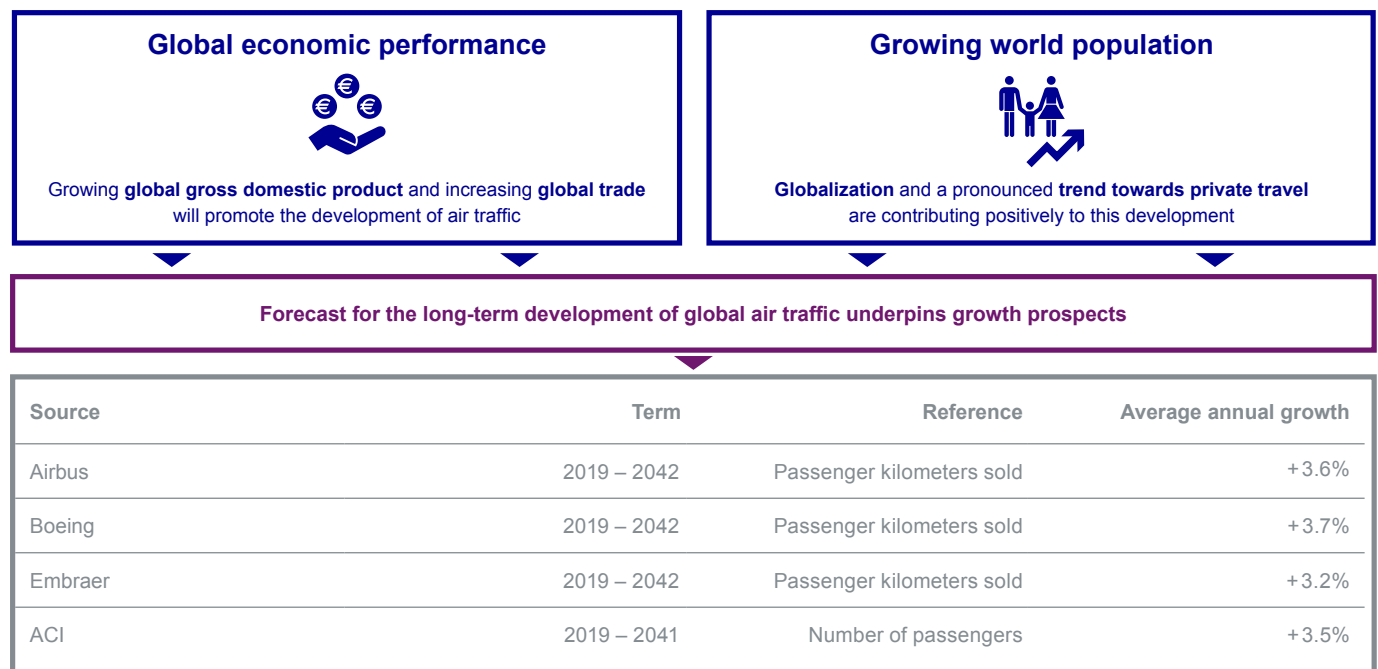 Global economic performance
€
€
€
Growing global gross domestic product and increasing global trade
will promote the development of air traffic
Growing world population
Globalization and a pronounced trend towards private travel
are contributing positively to this development
Forecast for the long-term development of global air traffic underpins growth prospects
Source Term Reference Average annual growth
Airbus 2019 – 2042 Passenger kilometers sold +3.6%
Boeing 2019 – 2042 Passenger kilometers sold +3.7%
Embraer 2019 – 2042 Passenger kilometers sold +3.2%
ACI 2019 – 2041 Number of passengers +3.5%